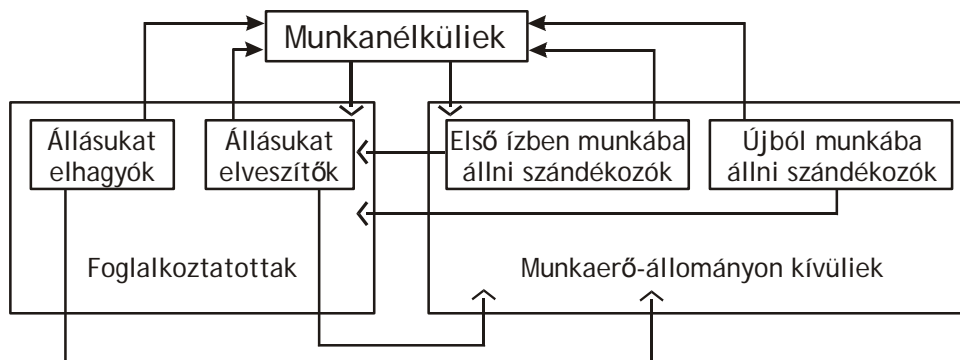 Munkanélküliek
Állásukat
elhagyók
Állásukat
elveszítők
Első ízben munkába
állni szándékozók
Újból munkába
állni szándékozók
Foglalkoztatottak
Munkaerő-állományon kívüliek